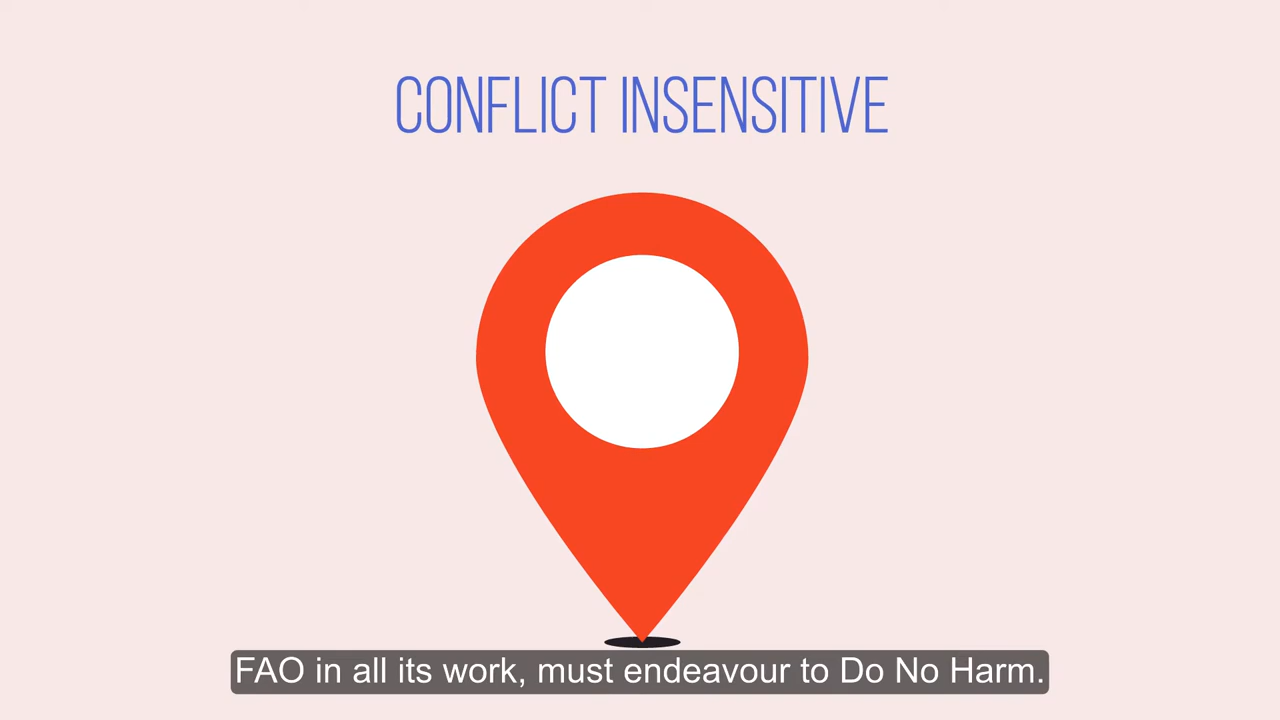 CONFLICT INSENSITIVE
FAO in all its work, must endeavour to Do No Harm.